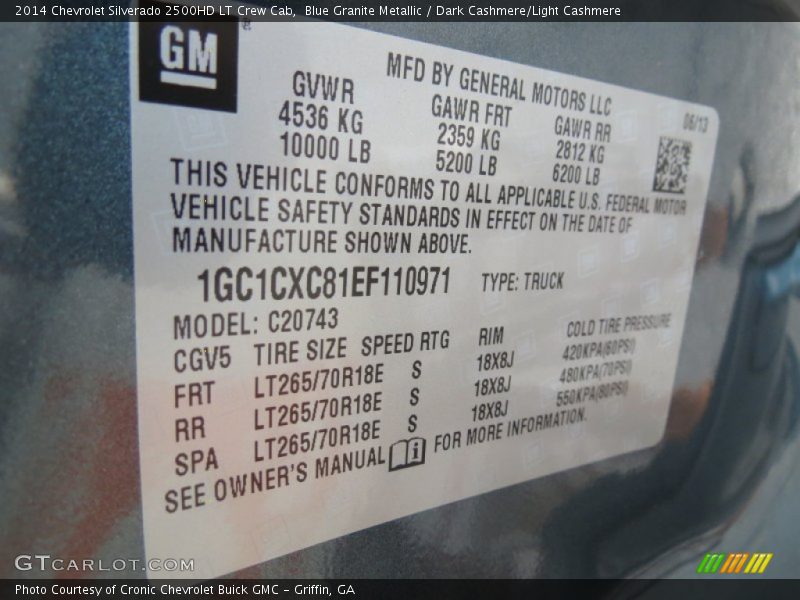 2014 Chevrolet Silverado 2500HD LT Crew Cab, Blue Granite Metallic / Dark Cashmere/Light Cashmere
GM
MFD BY GENERAL MOTORS LLC
06/13
GVWR GAWR FRT GAWR RR
4536 KG 2359 KG 2812 KG
10000 LB 5200 LB 6200 LB
THIS VEHICLE CONFORMS TO ALL APPLICABLE U.S. FEDERAL MOTOR
VEHICLE SAFETY STANDARDS IN EFFECT ON THE DATE OF
MANUFACTURE SHOWN ABOVE.
1GC1CXC81EF110971 TYPE: TRUCK
MODEL: C20743
CGV5 TIRE SIZE SPEED RTG RIM COLD TIRE PRESSURE
FRT LT265/70R18E S 18X8J 420KPA(60PSI)
RR LT265/70R18E S 18X8J 480KPA(70PSI)
SPA LT265/70R18E S 18X8J 550KPA(80PSI)
SEE OWNER'S MANUAL FOR MORE INFORMATION.
GTCARLOT.COM
Photo Courtesy of Cronic Chevrolet Buick GMC – Griffin, GA